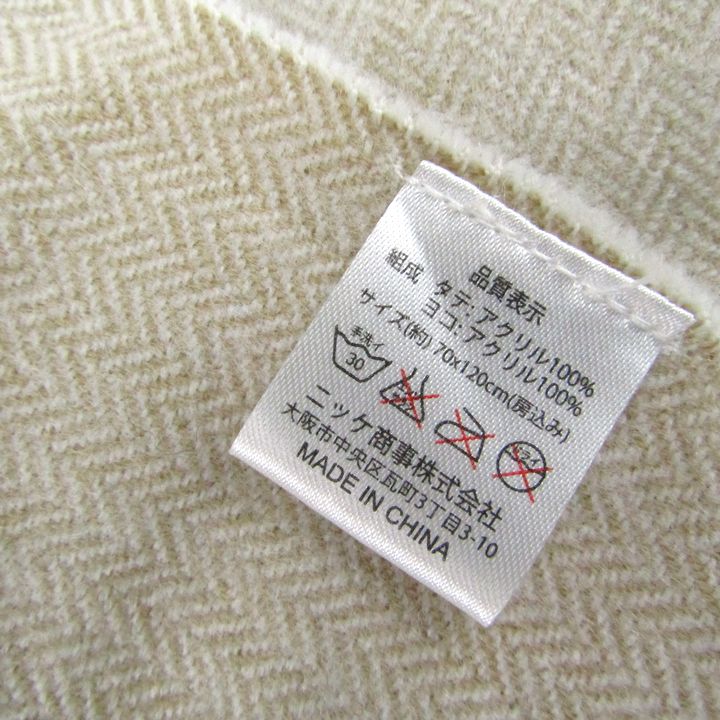 品質表示
組成 タテ:アクリル100%
ヨコ:アクリル100%
サイズ(約)70x120cm(房込み)
手洗イ
30
ドライ
ニッケ商事株式会社
大阪市中央区瓦町3丁目3-10
MADE IN CHINA